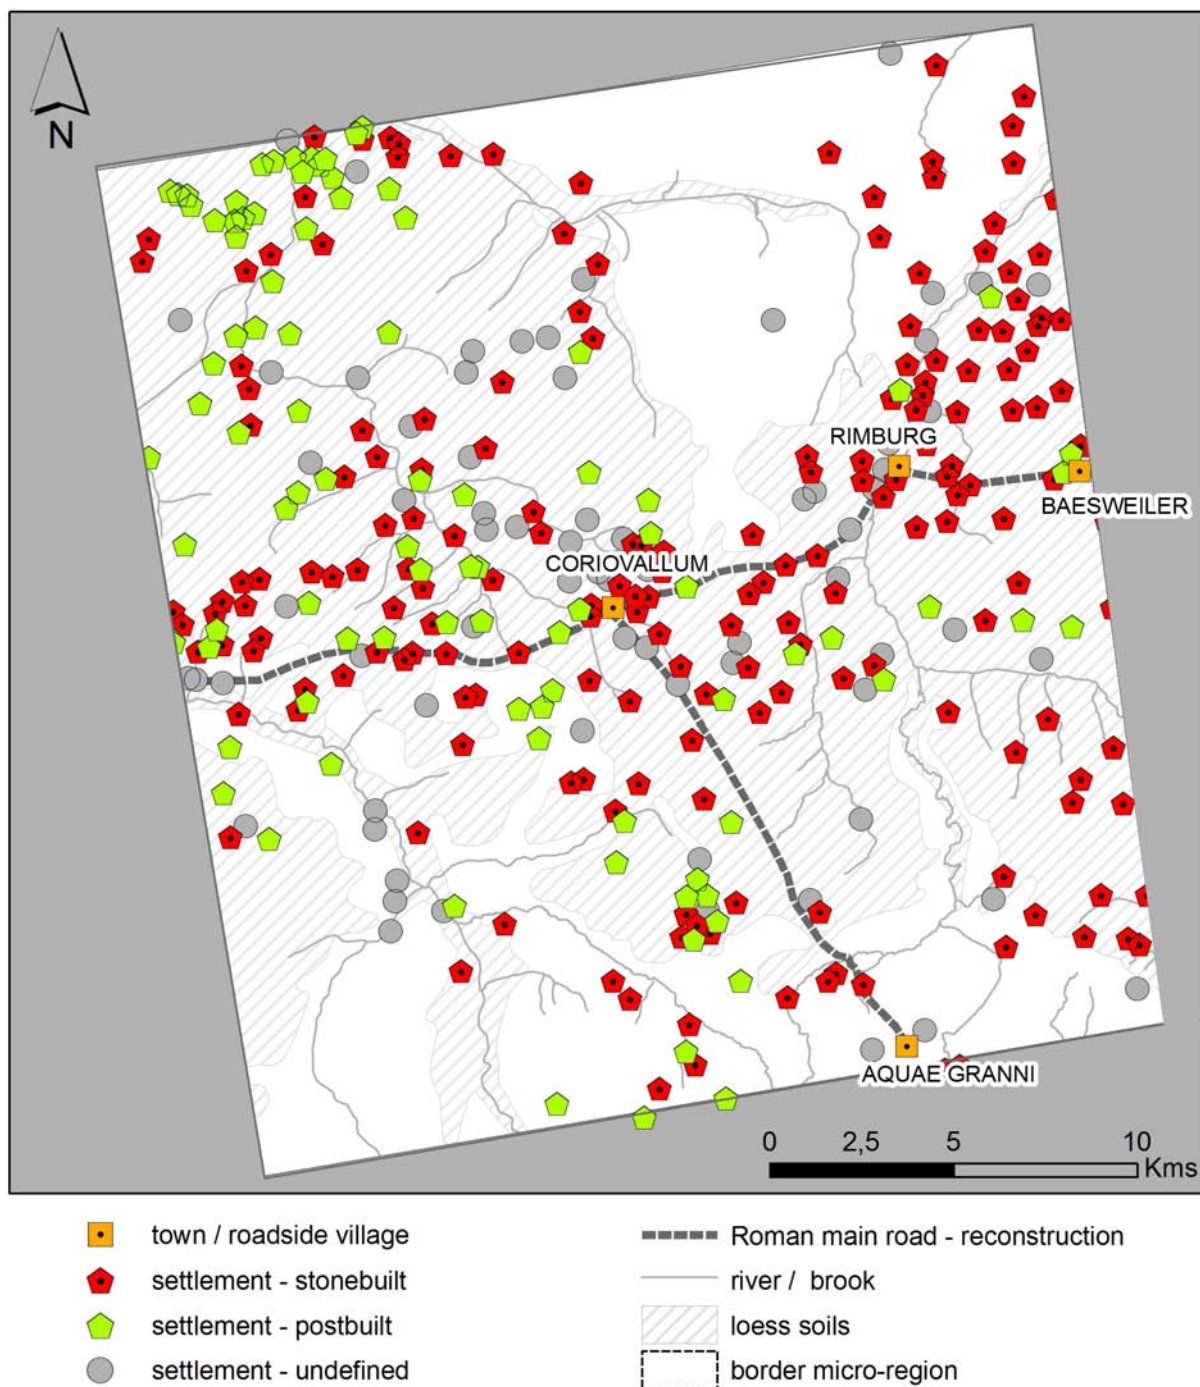 N
RIMBURG
BAESWEILER
CORIOVALLUM
AQUAE GRANNI
0 2,5 5 10
Kms
town / roadside village
settlement - stonebuilt
settlement - postbuilt
settlement - undefined
Roman main road - reconstruction
river / brook
loess soils
border micro-region